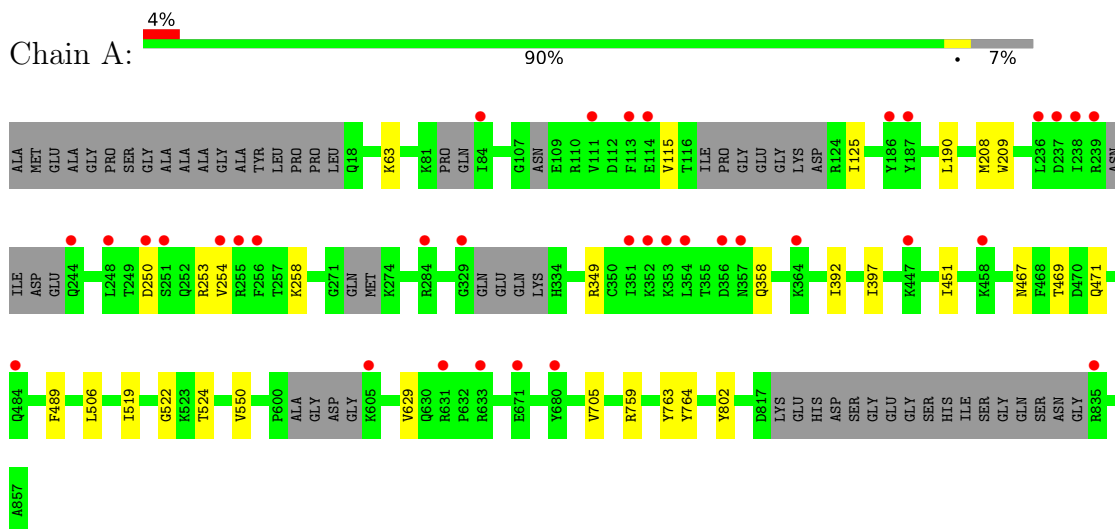 4%
Chain A:
90% • 7%
ALA MET GLU ALA GLY PRO SER GLY ALA ALA ALA GLY ALA TYR LEU PRO PRO LEU Q18 K63 K81 PRO GLN I84 G107 ASN E109 R110 V111 D112 F113 E114 V115 T116 ILE PRO GLY GLU GLY LYS ASP R124 I125 Y186 Y187 L190 M208 W209 L236 D237 I238 R239 ASN
ILE ASP GLU Q244 L248 T249 D250 S251 Q252 R253 V254 R255 F256 T257 K258 G271 GLN MET K274 R284 G329 GLN GLU GLN LYS H334 R349 C350 I351 K352 K353 L354 T355 D356 N357 Q358 K364 I392 I397 K447 I451 K458 N467 F468 T469 D470 Q471
Q484 F489 L506 I519 G522 K523 T524 V550 P600 ALA GLY ASP GLY K605 V629 Q630 R631 P632 R633 E671 Y680 V705 R759 Y763 Y764 Y802 D817 LYS GLU HIS ASP SER GLY GLU GLY SER HIS ILE SER GLY GLN SER ASN GLY R835
A857